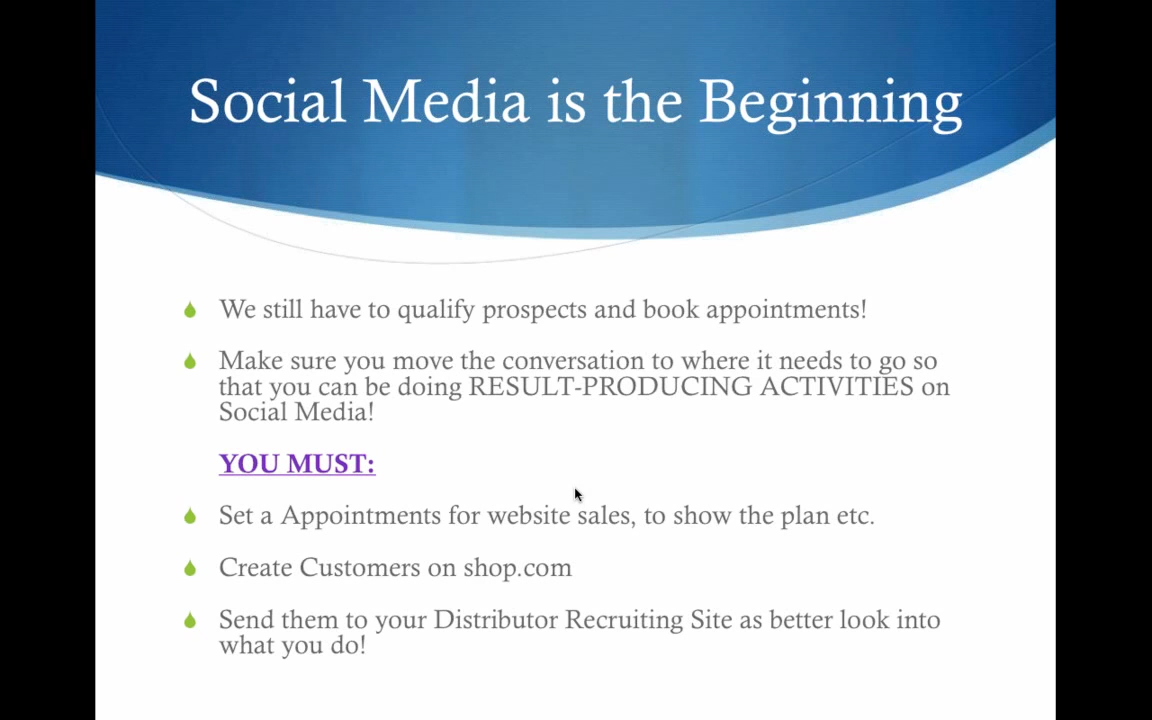 Social Media is the Beginning
We still have to qualify prospects and book appointments!
Make sure you move the conversation to where it needs to go so
that you can be doing RESULT-PRODUCING ACTIVITIES on
Social Media!
YOU MUST:
Set a Appointments for website sales, to show the plan etc.
Create Customers on shop.com
Send them to your Distributor Recruiting Site as better look into
what you do!